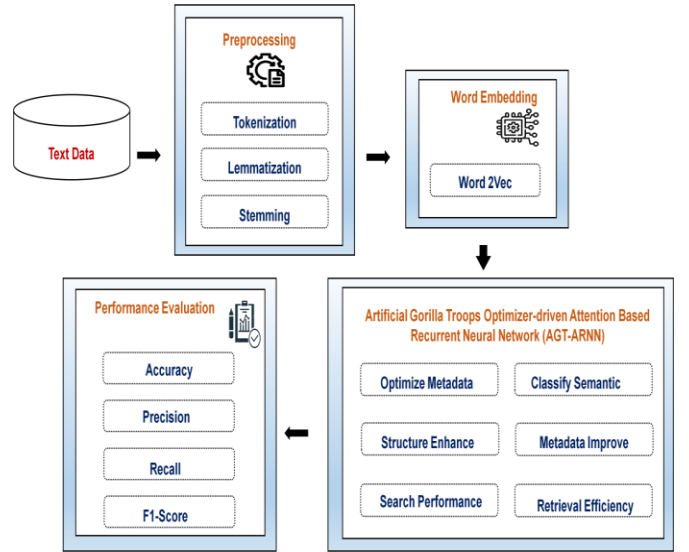 Text Data
Preprocessing
Tokenization
Lemmatization
Stemming
Word Embedding
Word 2Vec
Artificial Gorilla Troops Optimizer-driven Attention Based
Recurrent Neural Network (AGT-ARNN)
Optimize Metadata
Classify Semantic
Structure Enhance
Metadata Improve
Search Performance
Retrieval Efficiency
Performance Evaluation
Accuracy
Precision
Recall
F1-Score